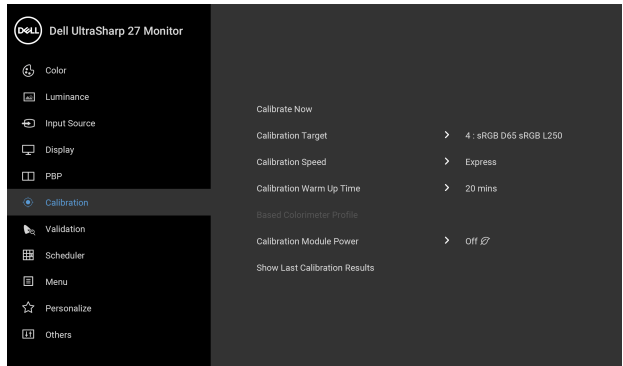 DELL Dell UltraSharp 27 Monitor
Color
Luminance
Input Source
Display
PBP
Calibration
Validation
Scheduler
Menu
Personalize
Others
Calibrate Now
Calibration Target > 4 : sRGB D65 sRGB L250
Calibration Speed > Express
Calibration Warm Up Time > 20 mins
Based Colorimeter Profile
Calibration Module Power > Off
Show Last Calibration Results